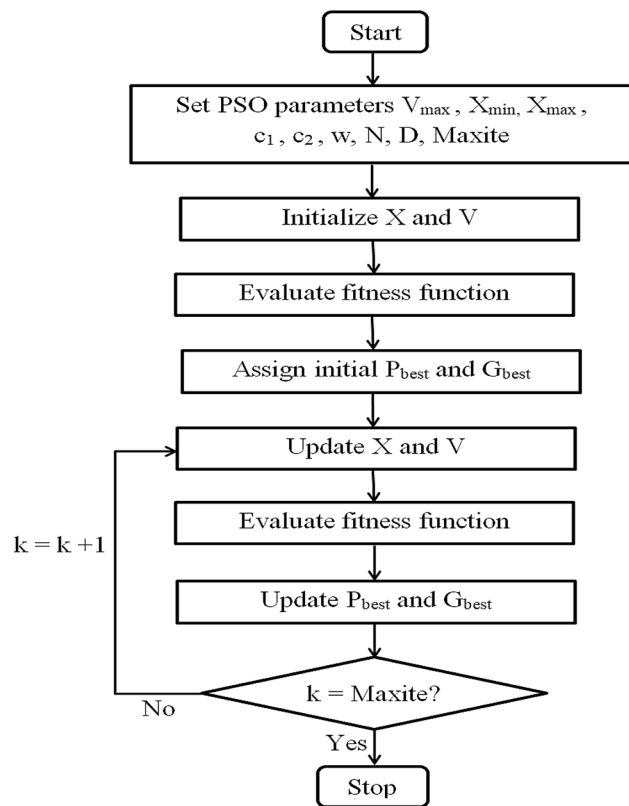 Start
Set PSO parameters Vmax , Xmin, Xmax ,
c1 , c2 , w, N, D, Maxite
Initialize X and V
Evaluate fitness function
Assign initial Pbest and Gbest
Update X and V
Evaluate fitness function
k = k +1
Update Pbest and Gbest
k = Maxite?
No
Yes
Stop